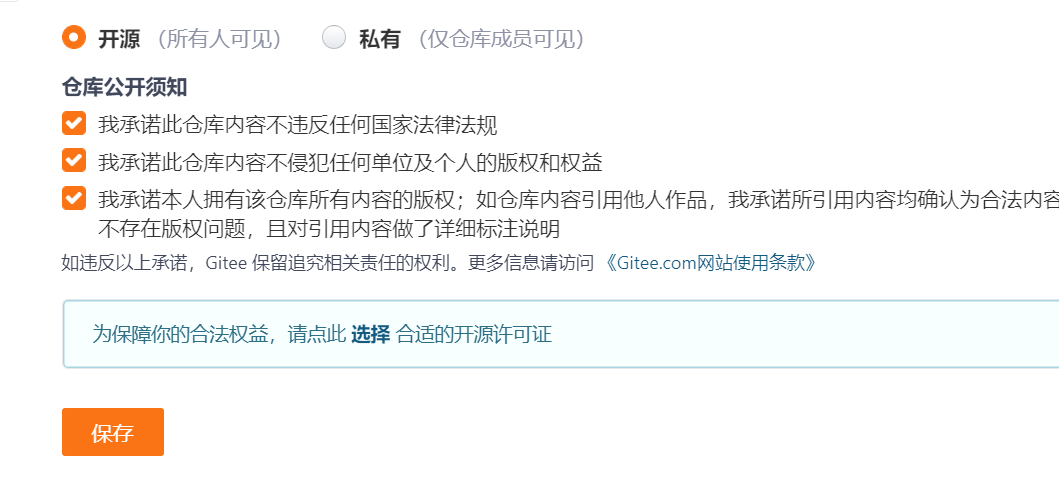 开源 （所有人可见） 私有 （仅仓库成员可见）
仓库公开须知
我承诺此仓库内容不违反任何国家法律法规
我承诺此仓库内容不侵犯任何单位及个人的版权和权益
我承诺本人拥有该仓库所有内容的版权；如仓库内容引用他人作品，我承诺所引用内容均确认为合法内容
不存在版权问题，且对引用内容做了详细标注说明
如违反以上承诺，Gitee 保留追究相关责任的权利。更多信息请访问 《Gitee.com网站使用条款》
为保障你的合法权益，请点此 选择 合适的开源许可证
保存